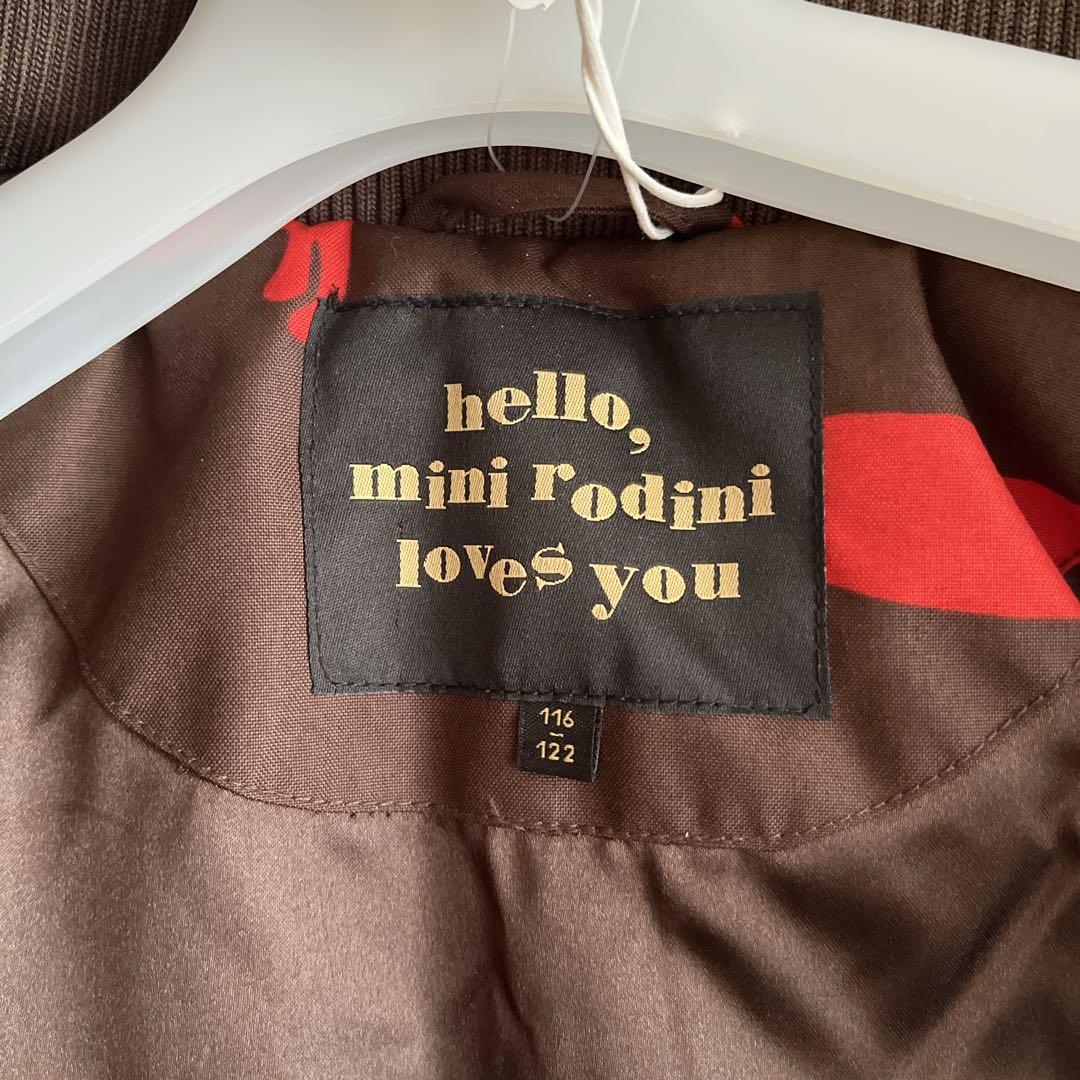 hello,
mini rodini
loves you
116
–
122